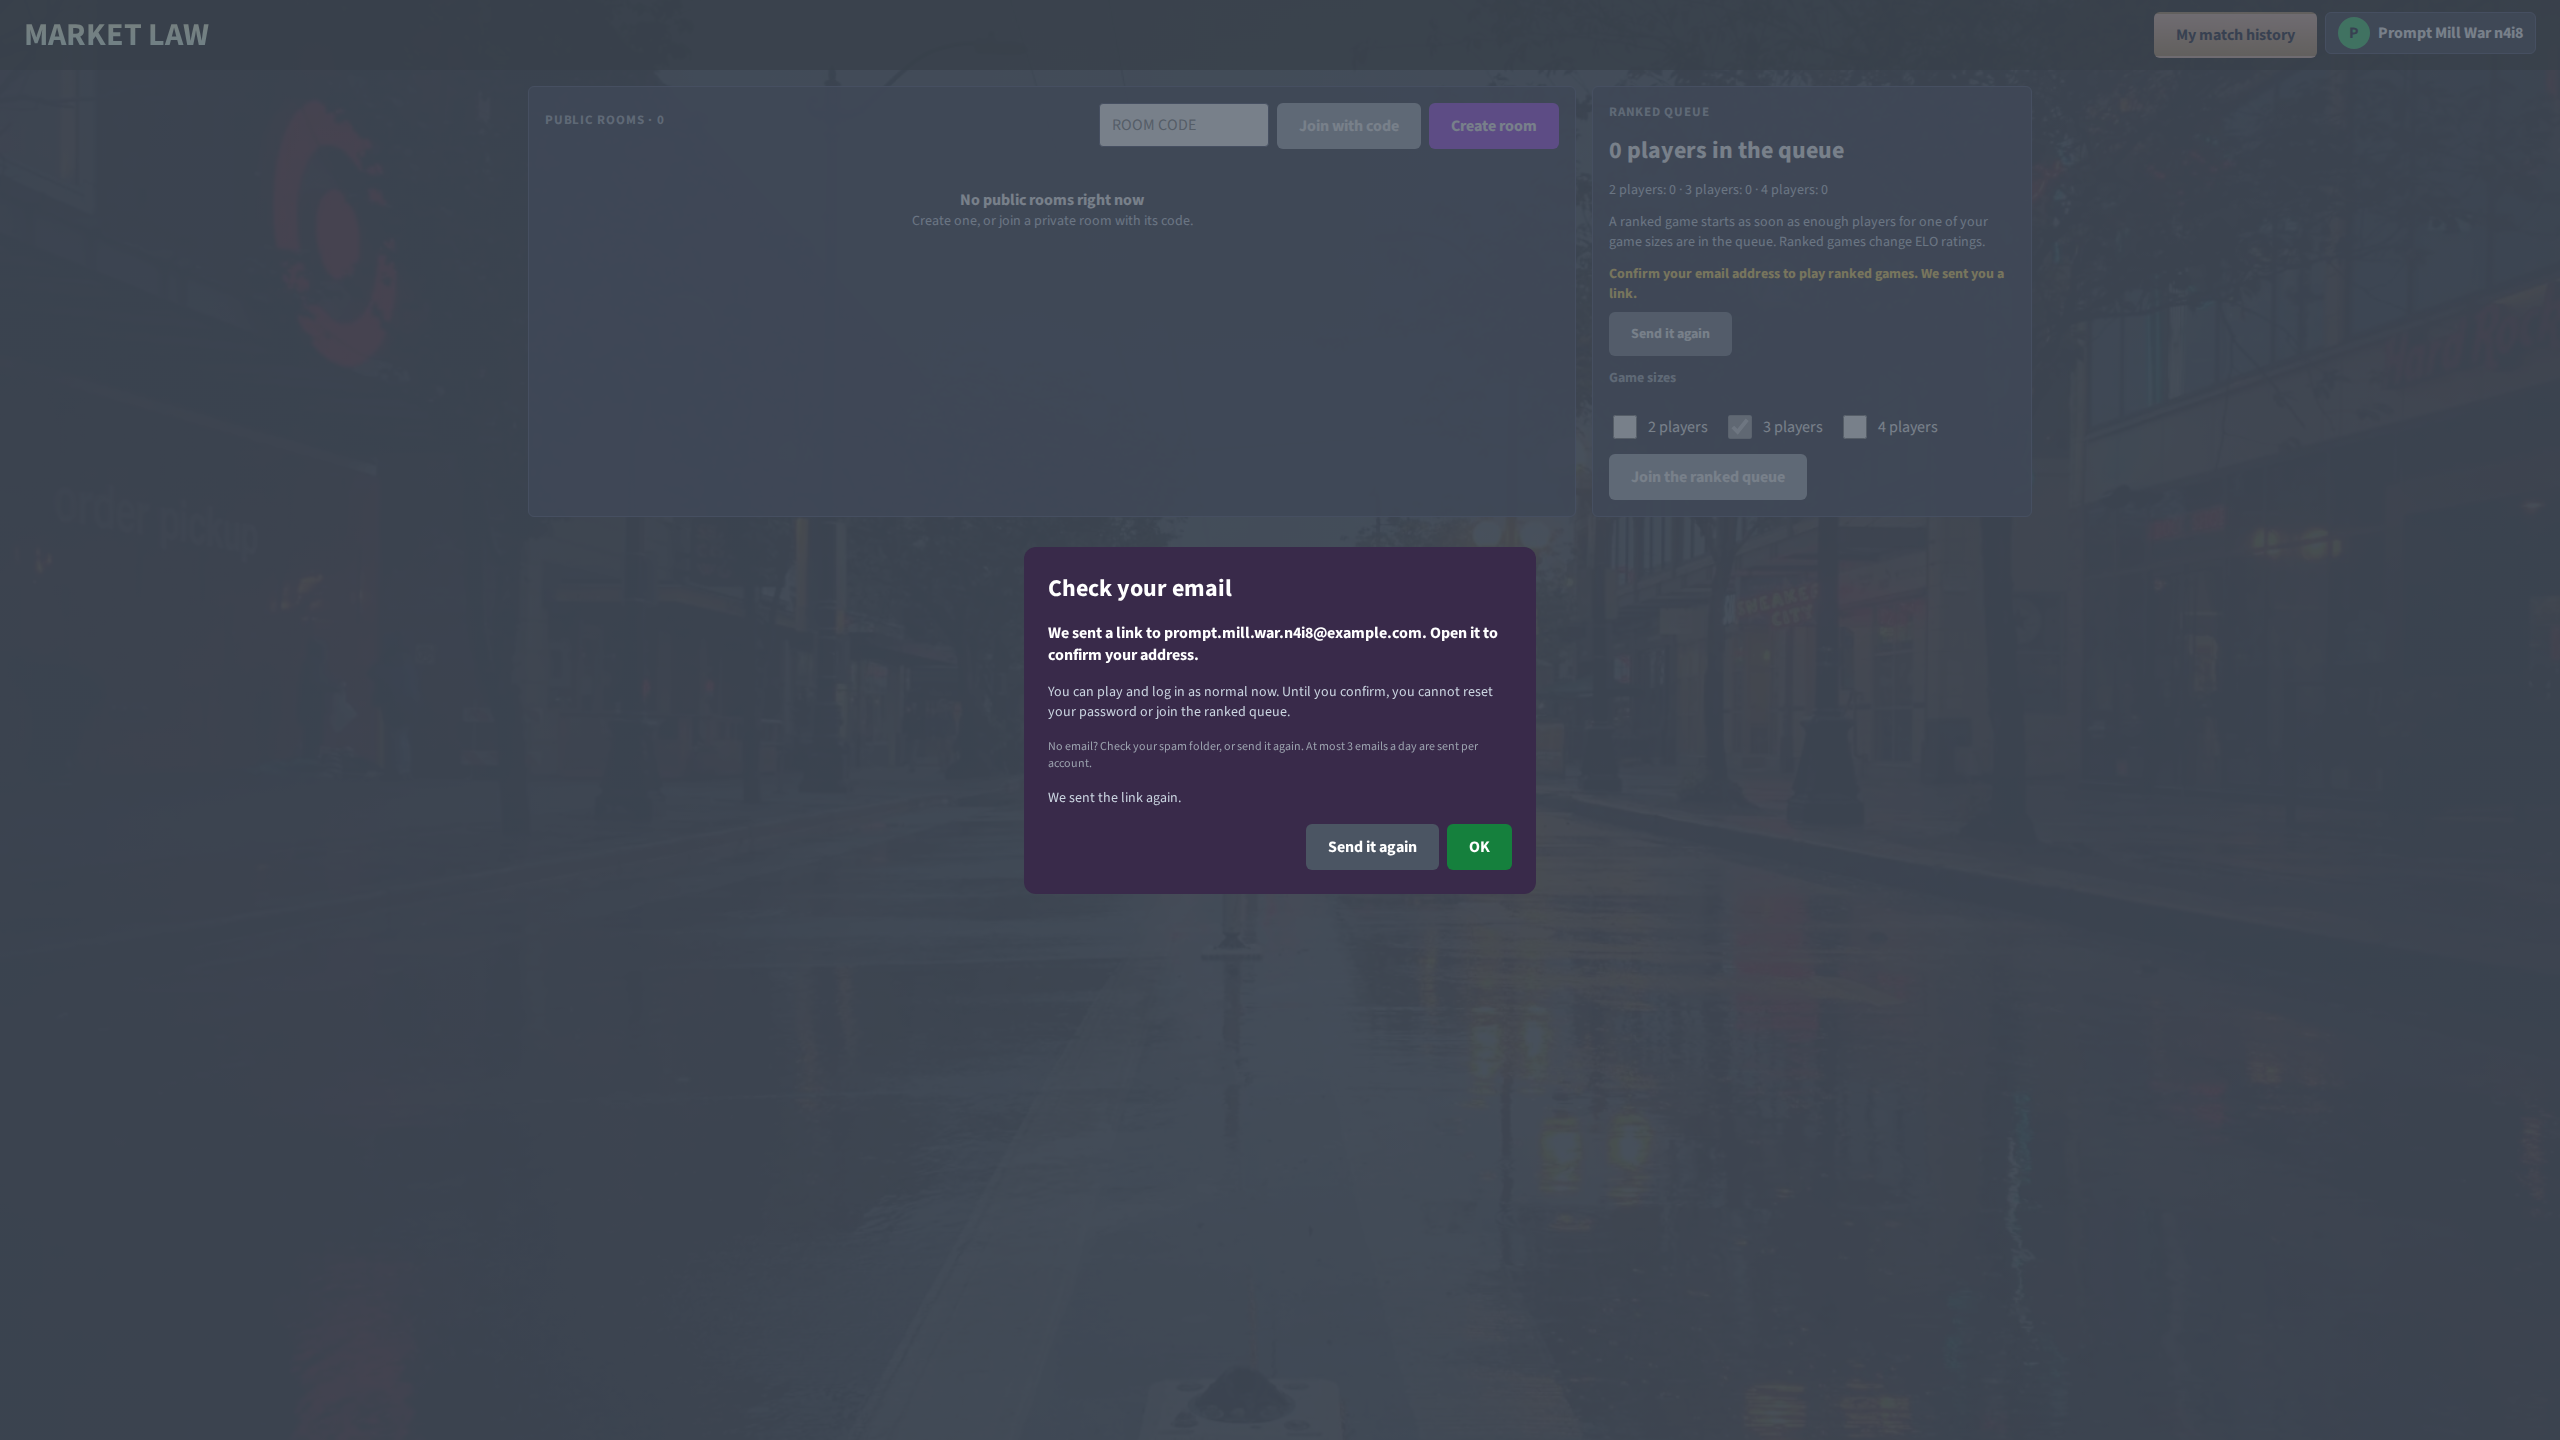 MARKET LAW
My match history
P
Prompt Mill War n4i8
PUBLIC ROOMS · 0
ROOM CODE
Join with code
Create room
No public rooms right now
Create one, or join a private room with its code.
RANKED QUEUE
0 players in the queue
2 players: 0 · 3 players: 0 · 4 players: 0
A ranked game starts as soon as enough players for one of your
game sizes are in the queue. Ranked games change ELO ratings.
Confirm your email address to play ranked games. We sent you a
link.
Send it again
Game sizes
2 players
3 players
4 players
Join the ranked queue
order pickup
SNEAKER
CITY
Check your email
We sent a link to prompt.mill.war.n4i8@example.com. Open it to
confirm your address.
You can play and log in as normal now. Until you confirm, you cannot reset
your password or join the ranked queue.
No email? Check your spam folder, or send it again. At most 3 emails a day are sent per
account.
We sent the link again.
Send it again
OK